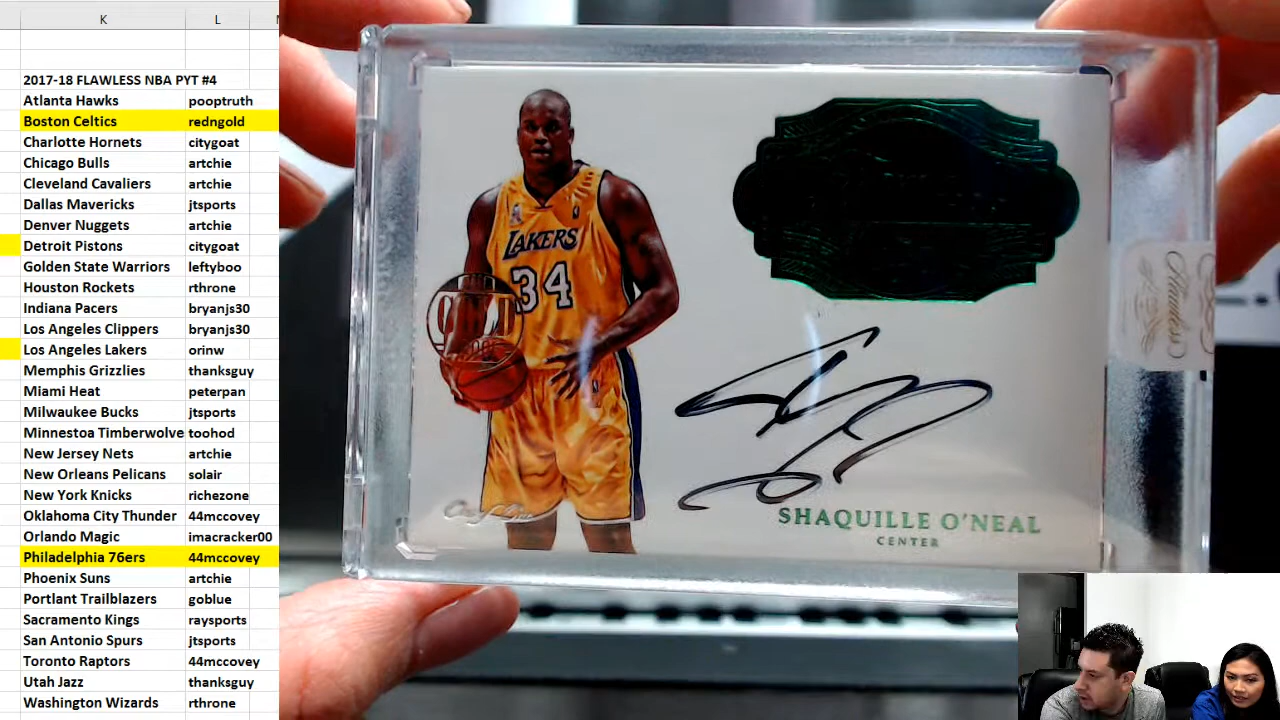 K L
2017-18 FLAWLESS NBA PYT #4
Atlanta Hawks pooptruth
Boston Celtics redngold
Charlotte Hornets citygoat
Chicago Bulls artchie
Cleveland Cavaliers artchie
Dallas Mavericks jtsports
Denver Nuggets artchie
Detroit Pistons citygoat
Golden State Warriors leftyboo
Houston Rockets rthrone
Indiana Pacers bryanjs30
Los Angeles Clippers bryanjs30
Los Angeles Lakers orinw
Memphis Grizzlies thanksguy
Miami Heat peterpan
Milwaukee Bucks jtsports
Minnestoa Timberwolve toohod
New Jersey Nets artchie
New Orleans Pelicans solair
New York Knicks richezone
Oklahoma City Thunder 44mccovey
Orlando Magic imacracker00
Philadelphia 76ers 44mccovey
Phoenix Suns artchie
Portlant Trailblazers goblue
Sacramento Kings raysports
San Antonio Spurs jtsports
Toronto Raptors 44mccovey
Utah Jazz thanksguy
Washington Wizards rthrone
LAKERS
34
SHAQUILLE O'NEAL
CENTER
Flawless